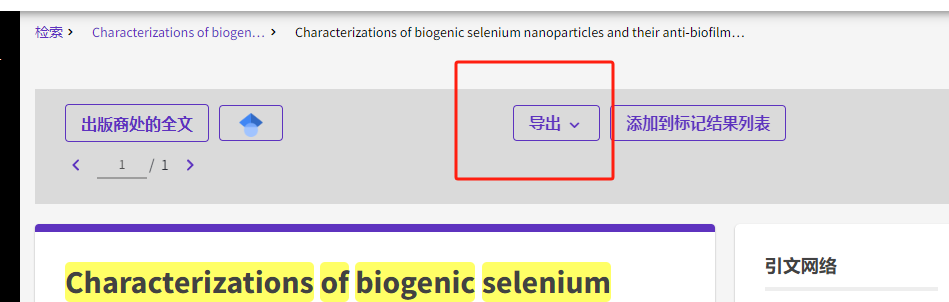 检索 › Characterizations of biogen… › Characterizations of biogenic selenium nanoparticles and their anti-biofilm…
出版商处的全文 导出 添加到标记结果列表
1 / 1
Characterizations of biogenic selenium
引文网络